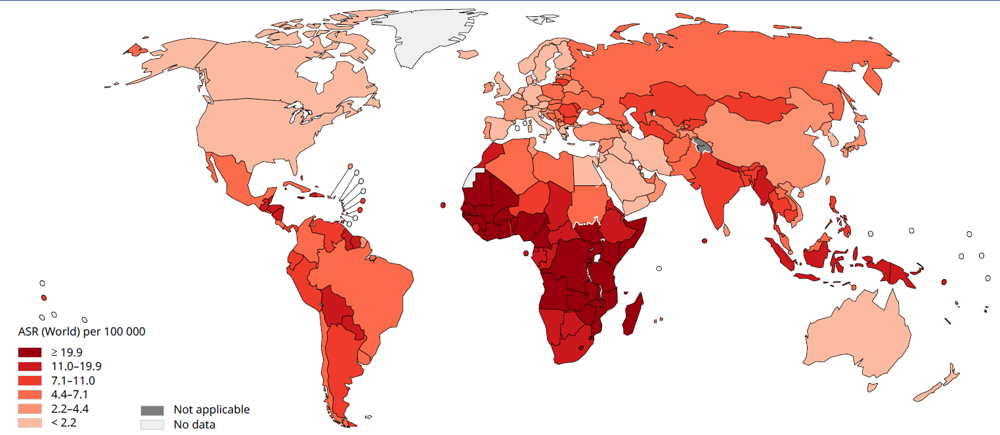 ASR (World) per 100 000
≥ 19.9
11.0–19.9
7.1–11.0
4.4–7.1
2.2–4.4
< 2.2
Not applicable
No data